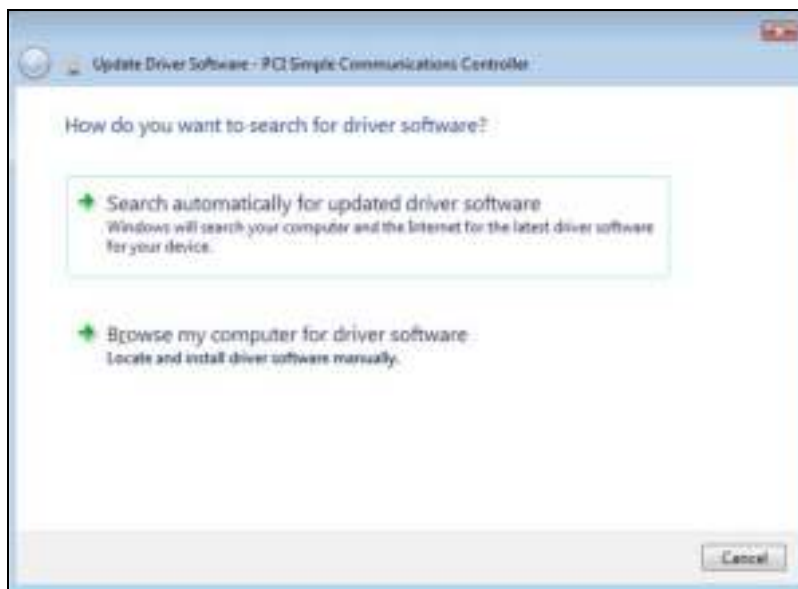 Update Driver Software - PCI Simple Communications Controller
How do you want to search for driver software?
Search automatically for updated driver software
Windows will search your computer and the Internet for the latest driver software
for your device.
Browse my computer for driver software
Locate and install driver software manually.
Cancel